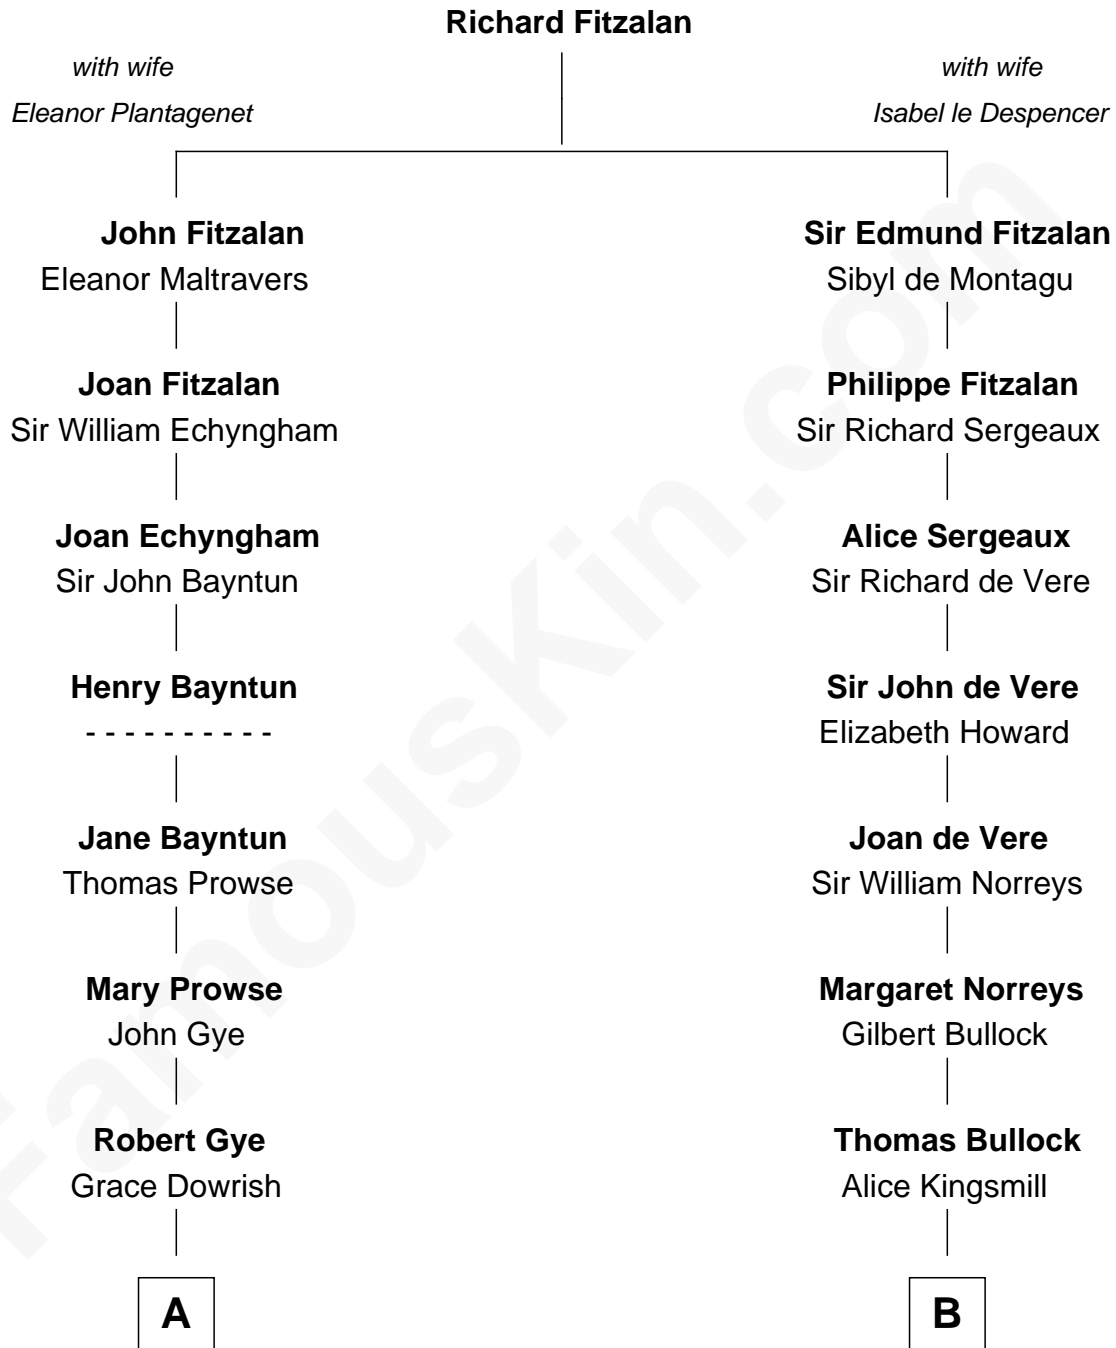 Richard Fitzalan
with wife
Eleanor Plantagenet
with wife
Isabel le Despencer
John Fitzalan
Eleanor Maltravers
Sir Edmund Fitzalan
Sibyl de Montagu
Joan Fitzalan
Sir William Echyngham
Philippe Fitzalan
Sir Richard Sergeaux
Joan Echyngham
Sir John Bayntun
Alice Sergeaux
Sir Richard de Vere
Henry Bayntun
- - - - - - - - - -
Sir John de Vere
Elizabeth Howard
Jane Bayntun
Thomas Prowse
Joan de Vere
Sir William Norreys
Mary Prowse
John Gye
Margaret Norreys
Gilbert Bullock
Robert Gye
Grace Dowrish
Thomas Bullock
Alice Kingsmill
A
B
FamousKin.com